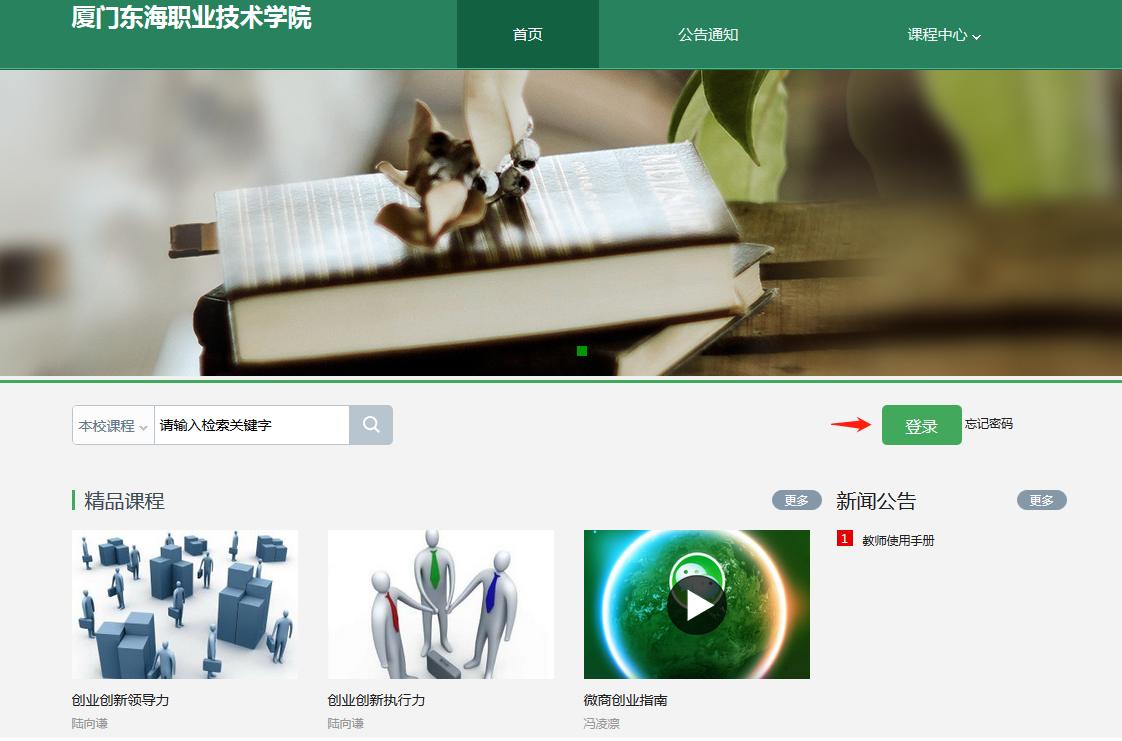 厦门东海职业技术学院
首页
公告通知
课程中心
本校课程
请输入检索关键字
登录
忘记密码
精品课程
更多
新闻公告
更多
1 教师使用手册
创业创新领导力
陆向谦
创业创新执行力
陆向谦
微商创业指南
冯凌凛